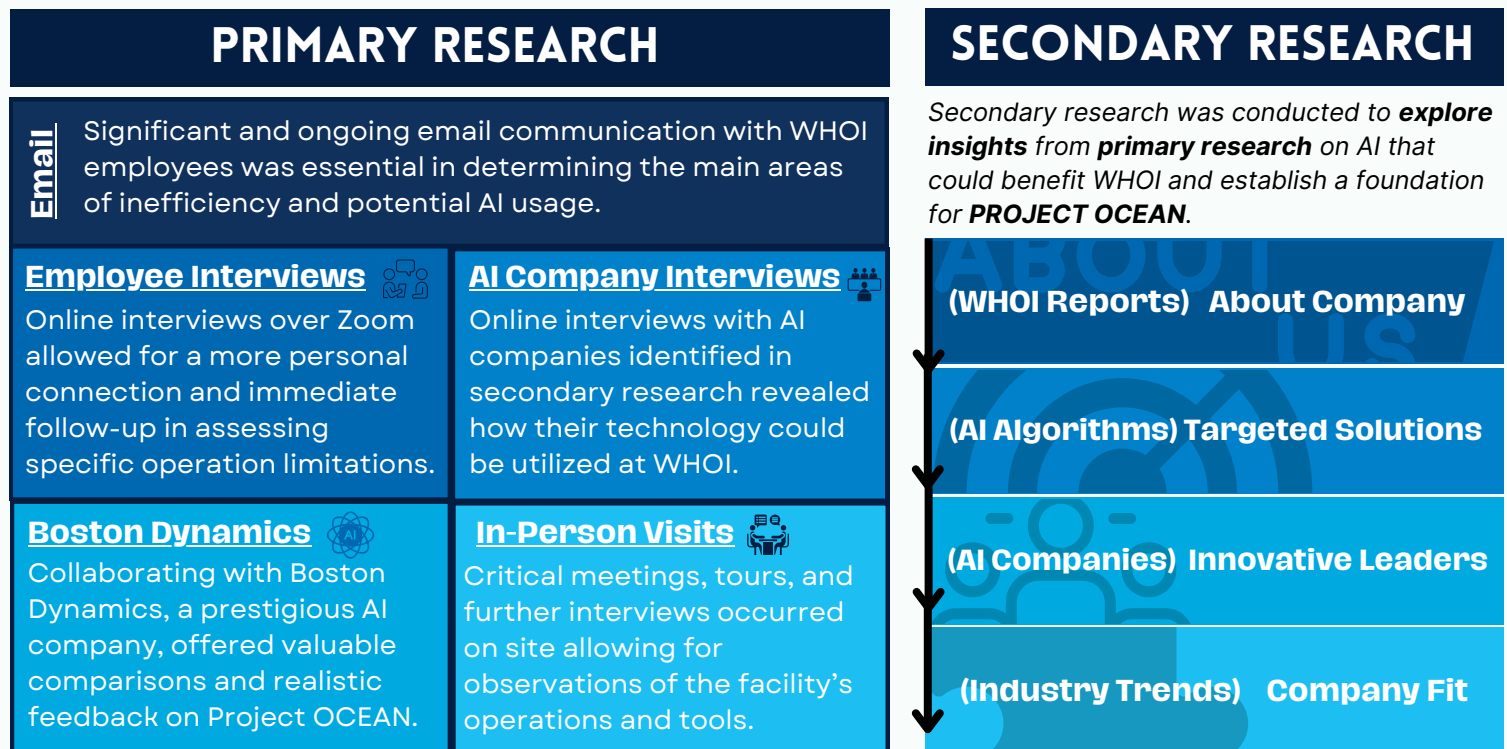 PRIMARY RESEARCH
Email
Significant and ongoing email communication with WHOI
employees was essential in determining the main areas
of inefficiency and potential AI usage.
Employee Interviews
Online interviews over Zoom
allowed for a more personal
connection and immediate
follow-up in assessing
specific operation limitations.
AI Company Interviews
Online interviews with AI
companies identified in
secondary research revealed
how their technology could
be utilized at WHOI.
Boston Dynamics
AI
Collaborating with Boston
Dynamics, a prestigious AI
company, offered valuable
comparisons and realistic
feedback on Project OCEAN.
In-Person Visits
Critical meetings, tours, and
further interviews occurred
on site allowing for
observations of the facility's
operations and tools.
SECONDARY RESEARCH
Secondary research was conducted to explore
insights from primary research on AI that
could benefit WHOI and establish a foundation
for PROJECT OCEAN.
ABOUT
US
(WHOI Reports) About Company
(AI Algorithms) Targeted Solutions
(AI Companies) Innovative Leaders
(Industry Trends) Company Fit